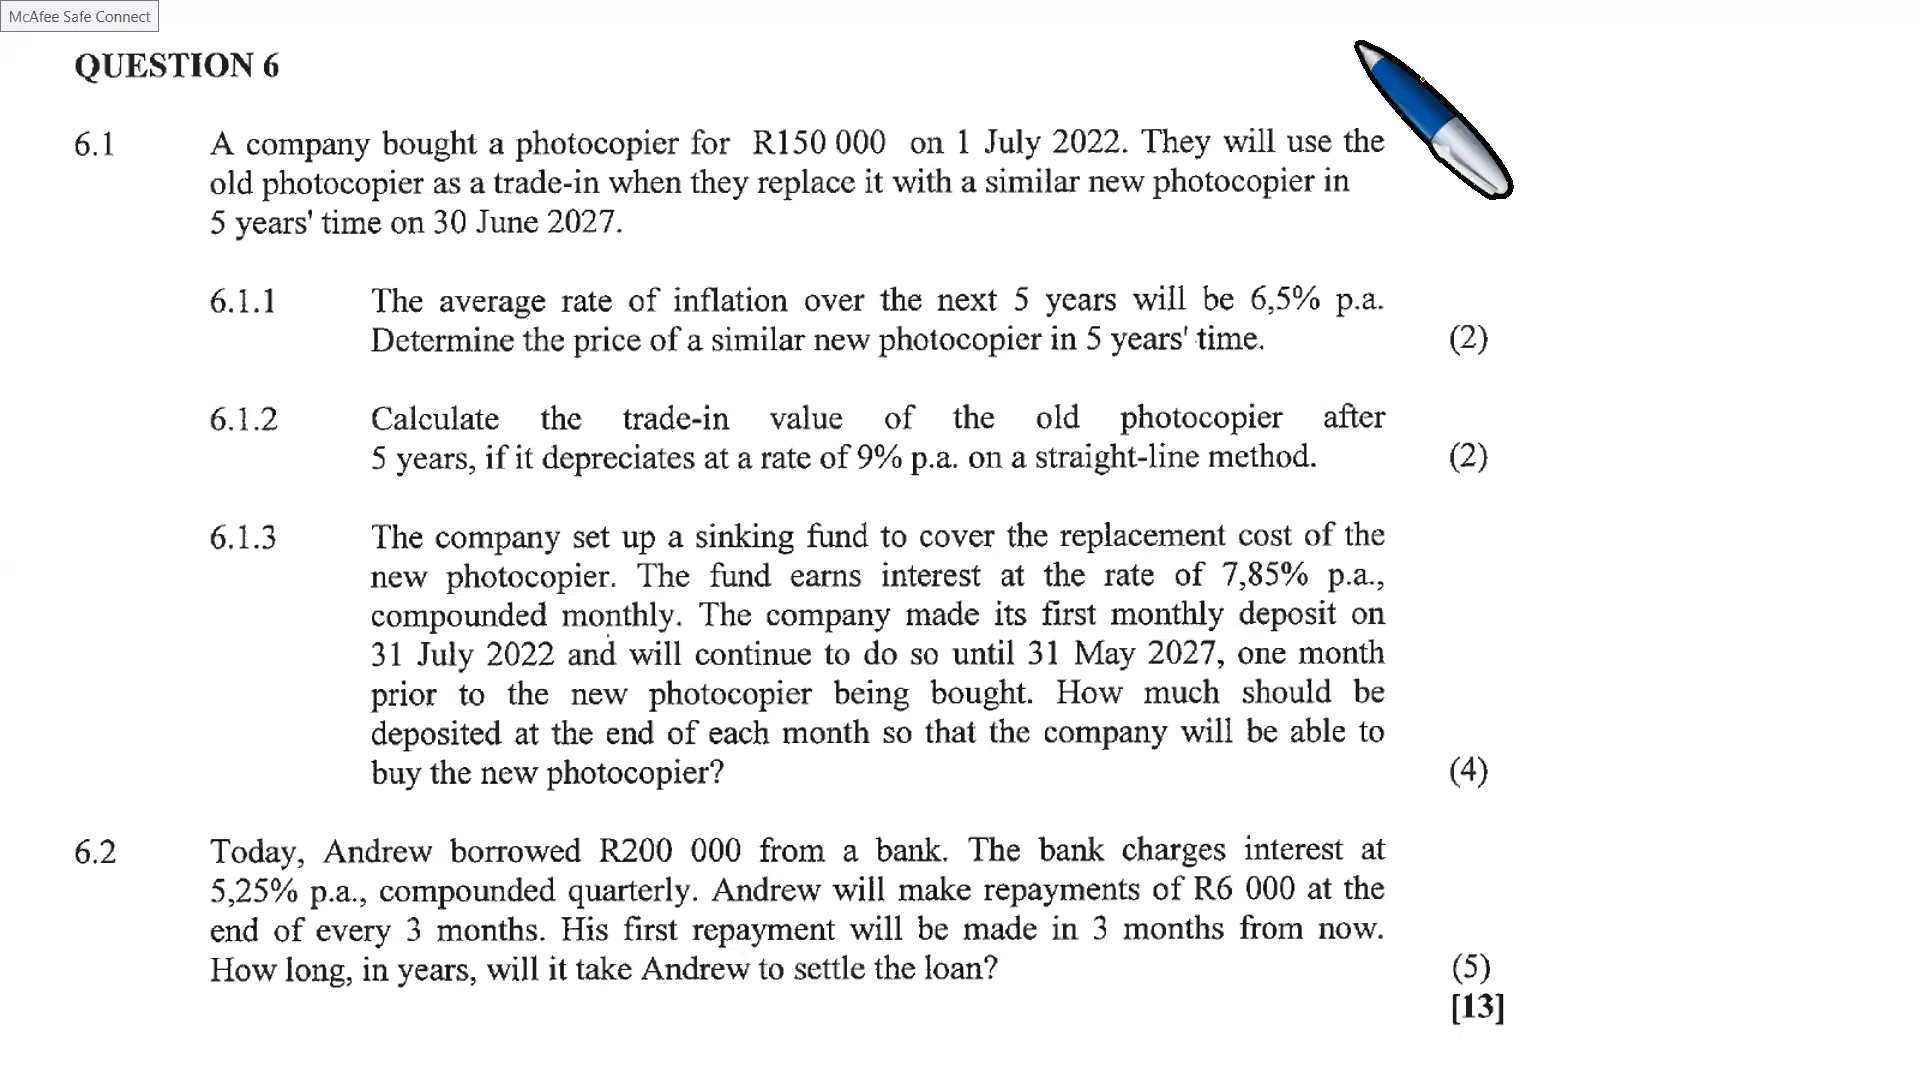 McAfee Safe Connect
QUESTION 6
6.1 A company bought a photocopier for R150 000 on 1 July 2022. They will use the
old photocopier as a trade-in when they replace it with a similar new photocopier in
5 years' time on 30 June 2027.
6.1.1 The average rate of inflation over the next 5 years will be 6,5% p.a.
Determine the price of a similar new photocopier in 5 years' time. (2)
6.1.2 Calculate the trade-in value of the old photocopier after
5 years, if it depreciates at a rate of 9% p.a. on a straight-line method. (2)
6.1.3 The company set up a sinking fund to cover the replacement cost of the
new photocopier. The fund earns interest at the rate of 7,85% p.a.,
compounded monthly. The company made its first monthly deposit on
31 July 2022 and will continue to do so until 31 May 2027, one month
prior to the new photocopier being bought. How much should be
deposited at the end of each month so that the company will be able to
buy the new photocopier? (4)
6.2 Today, Andrew borrowed R200 000 from a bank. The bank charges interest at
5,25% p.a., compounded quarterly. Andrew will make repayments of R6 000 at the
end of every 3 months. His first repayment will be made in 3 months from now.
How long, in years, will it take Andrew to settle the loan? (5)
[13]